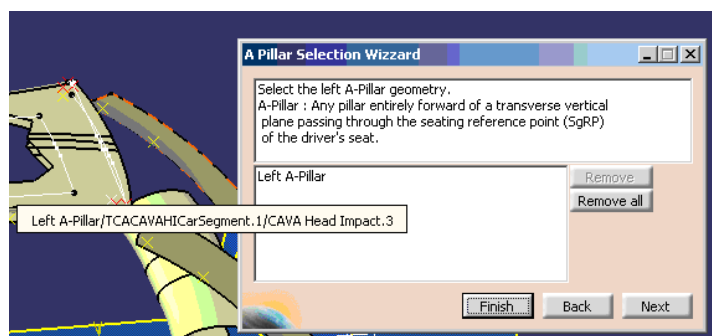 A Pillar Selection Wizzard
Select the left A-Pillar geometry.
A-Pillar : Any pillar entirely forward of a transverse vertical
plane passing through the seating reference point (SgRP)
of the driver's seat.
Left A-Pillar
Remove
Remove all
Left A-Pillar/TCACAVAHICarSegment.1/CAVA Head Impact.3
Finish
Back
Next